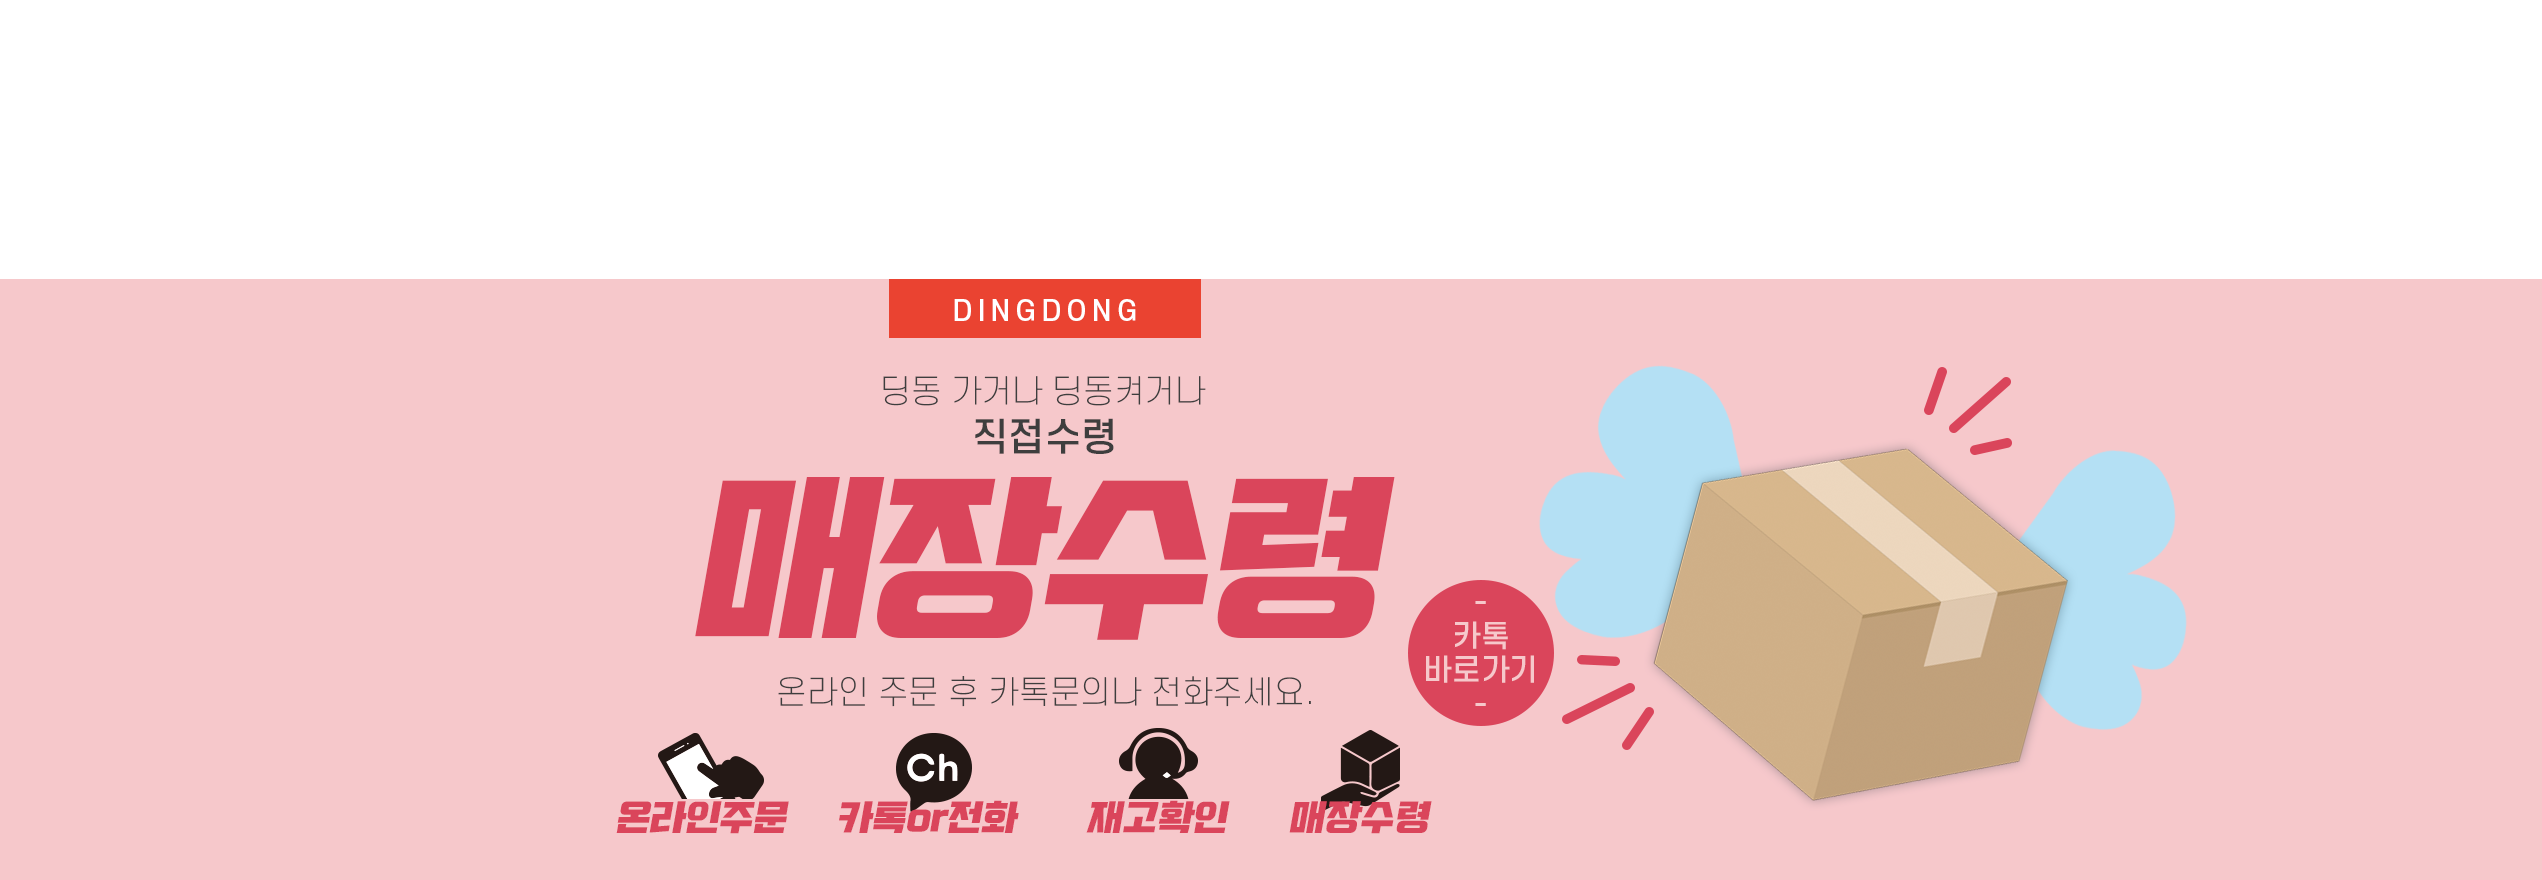 DINGDONG
딩동 가거나 딩동켜거나
직접수령
매장수령
온라인 주문 후 카톡문의나 전화주세요.
카톡
바로가기
Ch
온라인주문
카톡or전화
재고확인
매장수령